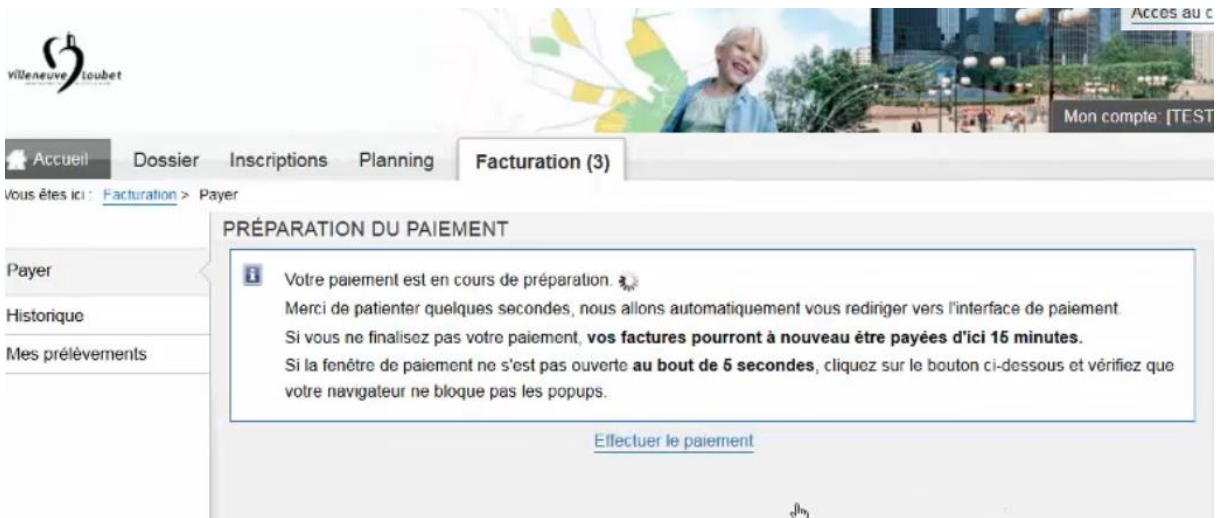 Accès au c
Villeneuve Loubet
Mon compte: [TEST
Accueil Dossier Inscriptions Planning Facturation (3)
Vous êtes ici : Facturation > Payer
PRÉPARATION DU PAIEMENT
Payer
Historique
Mes prélèvements
Votre paiement est en cours de préparation.
Merci de patienter quelques secondes, nous allons automatiquement vous rediriger vers l'interface de paiement.
Si vous ne finalisez pas votre paiement, vos factures pourront à nouveau être payées d'ici 15 minutes.
Si la fenêtre de paiement ne s'est pas ouverte au bout de 5 secondes, cliquez sur le bouton ci-dessous et vérifiez que
votre navigateur ne bloque pas les popups.
Effectuer le paiement